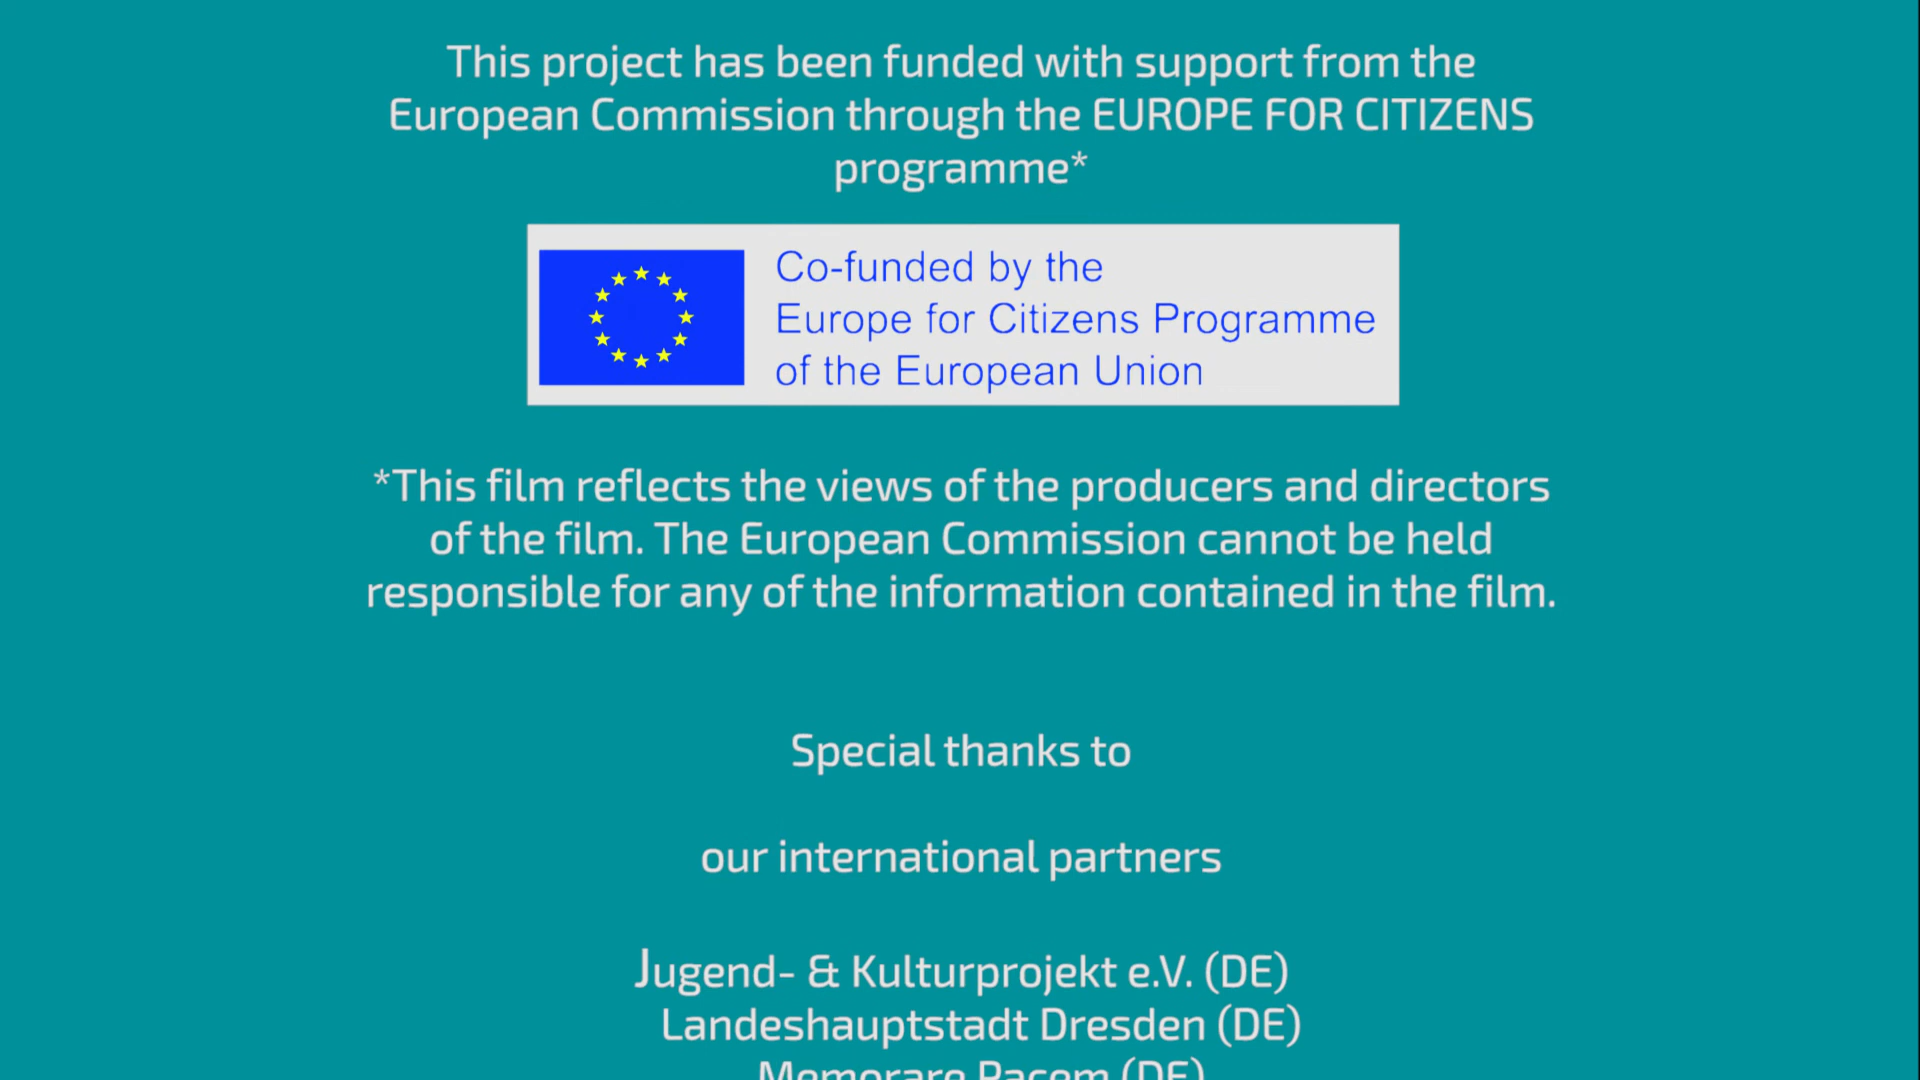 This project has been funded with support from the
European Commission through the EUROPE FOR CITIZENS
programme*
Co-funded by the
Europe for Citizens Programme
of the European Union
*This film reflects the views of the producers and directors
of the film. The European Commission cannot be held
responsible for any of the information contained in the film.
Special thanks to
our international partners
Jugend- & Kulturprojekt e.V. (DE)
Landeshauptstadt Dresden (DE)
Memorare Pacem (DE)